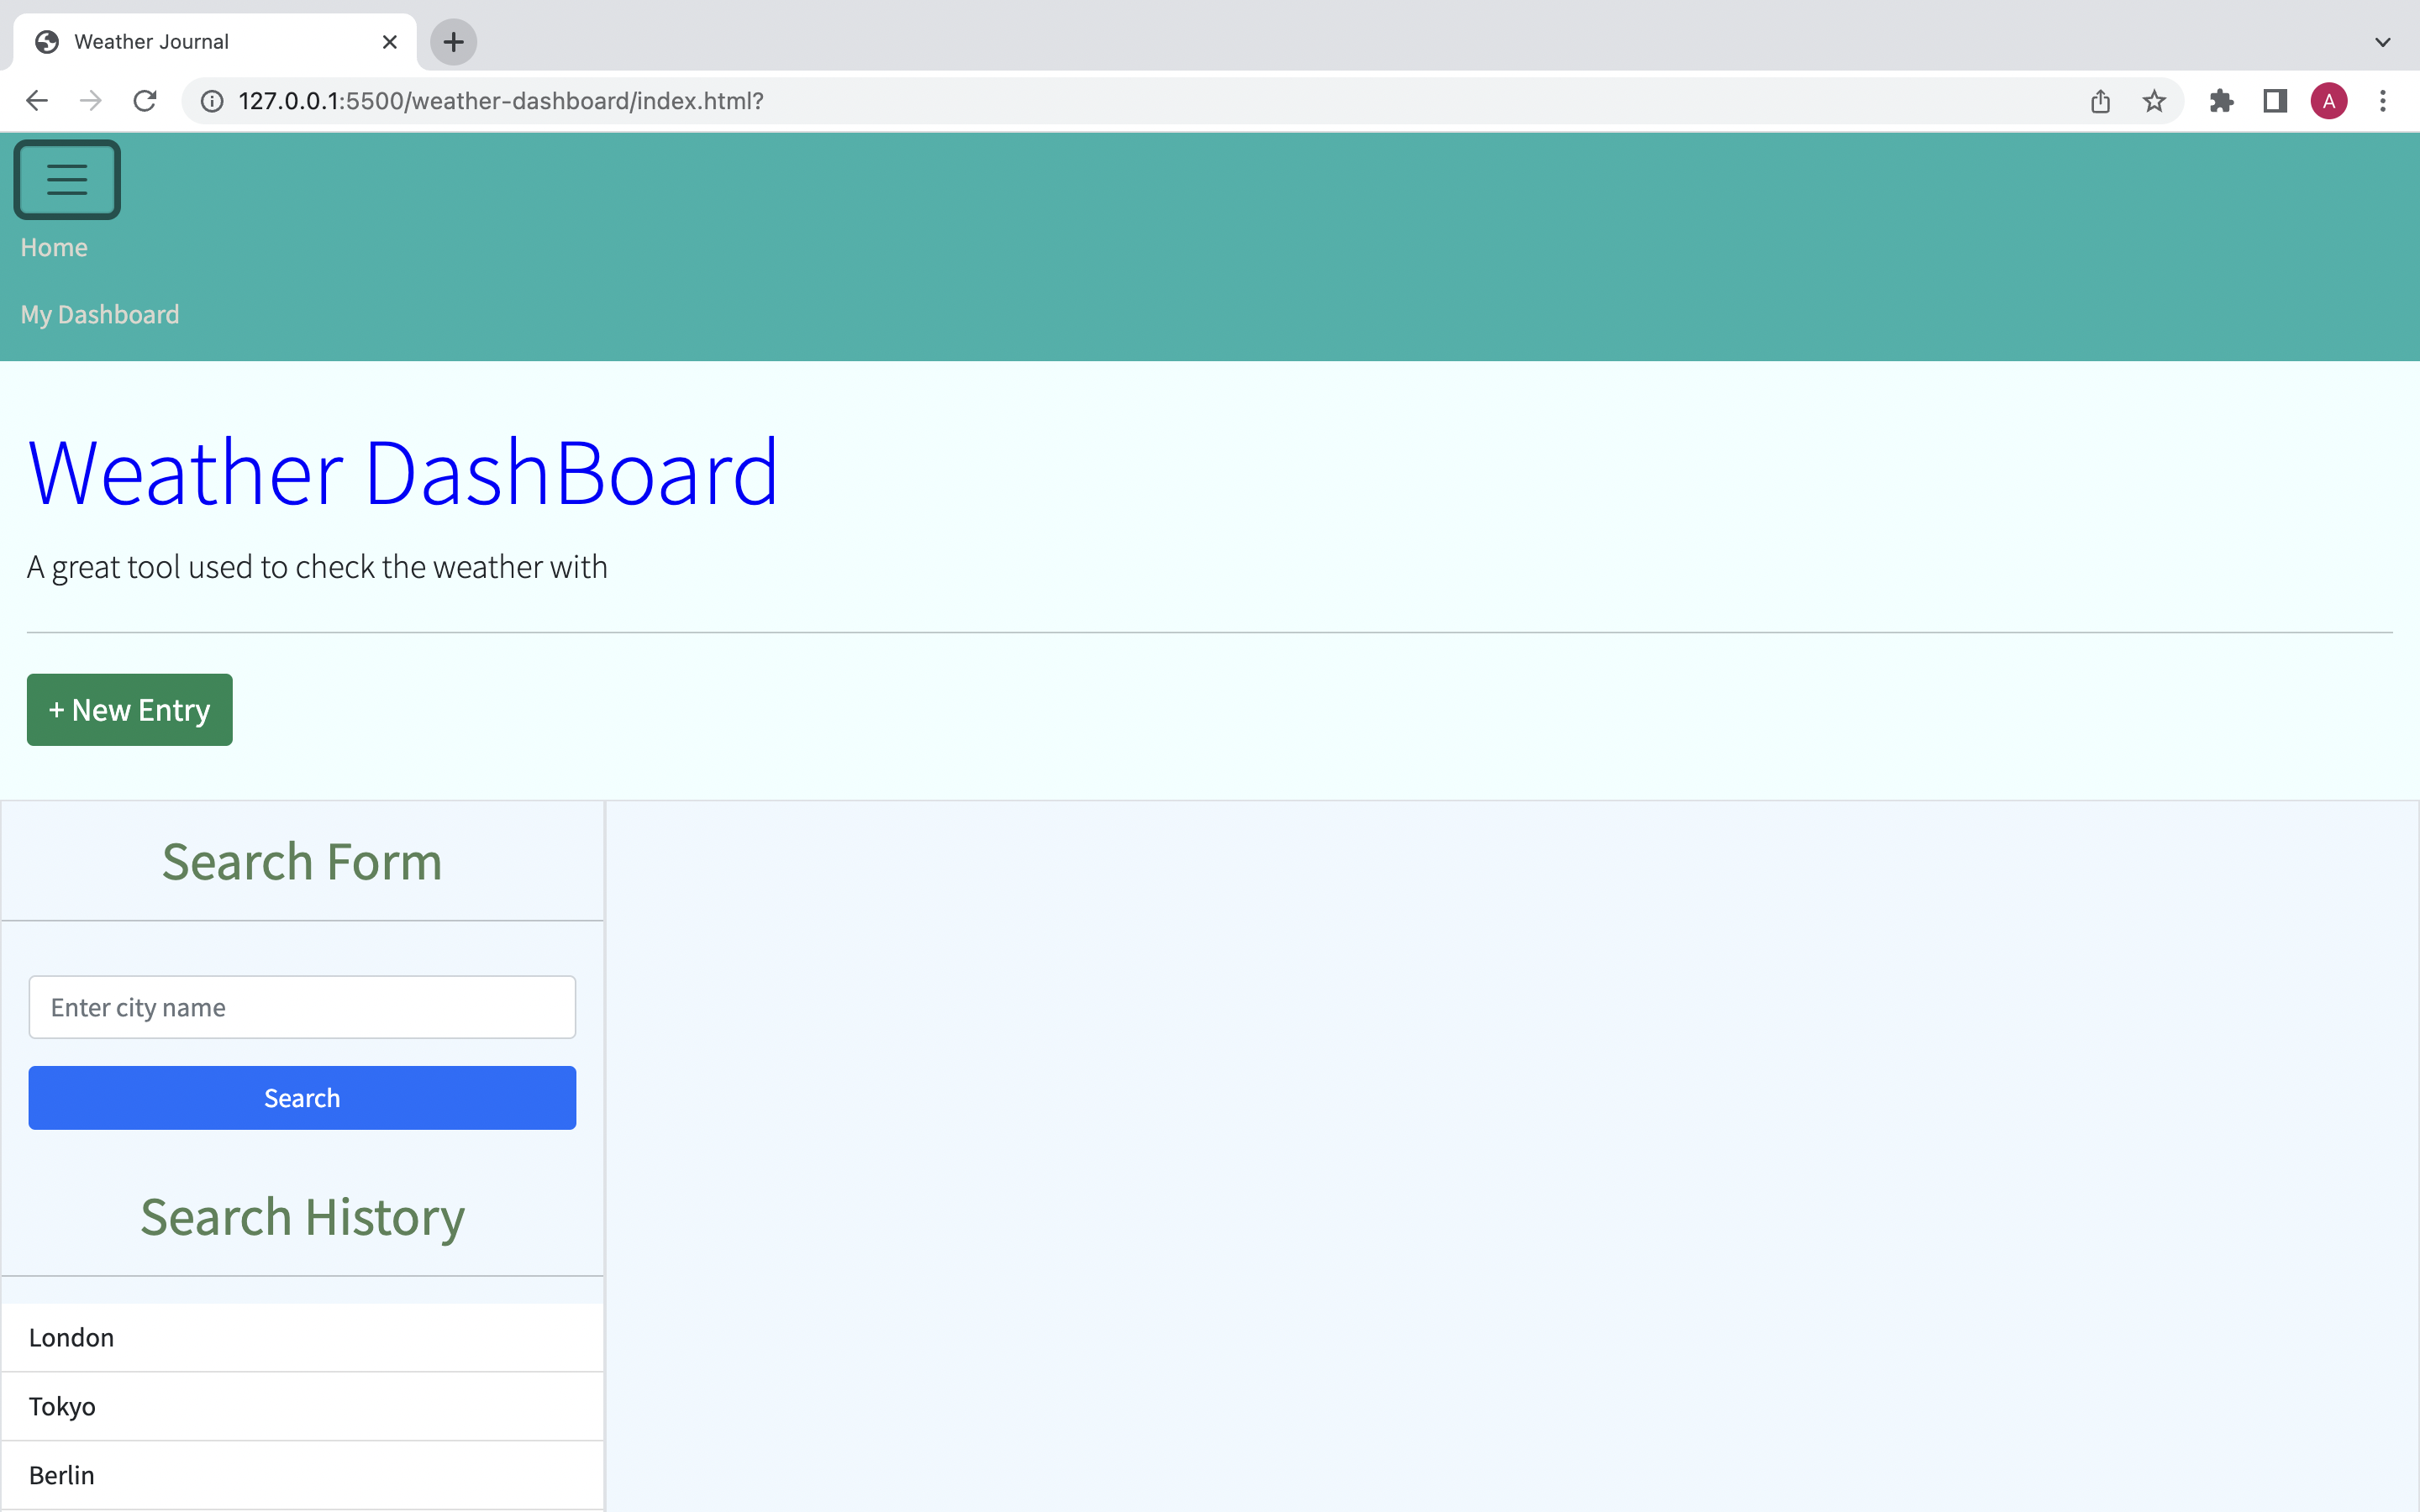 Weather Journal
127.0.0.1:5500/weather-dashboard/index.html?
A
Home
My Dashboard
Weather DashBoard
A great tool used to check the weather with
+ New Entry
Search Form
Enter city name
Search
Search History
London
Tokyo
Berlin